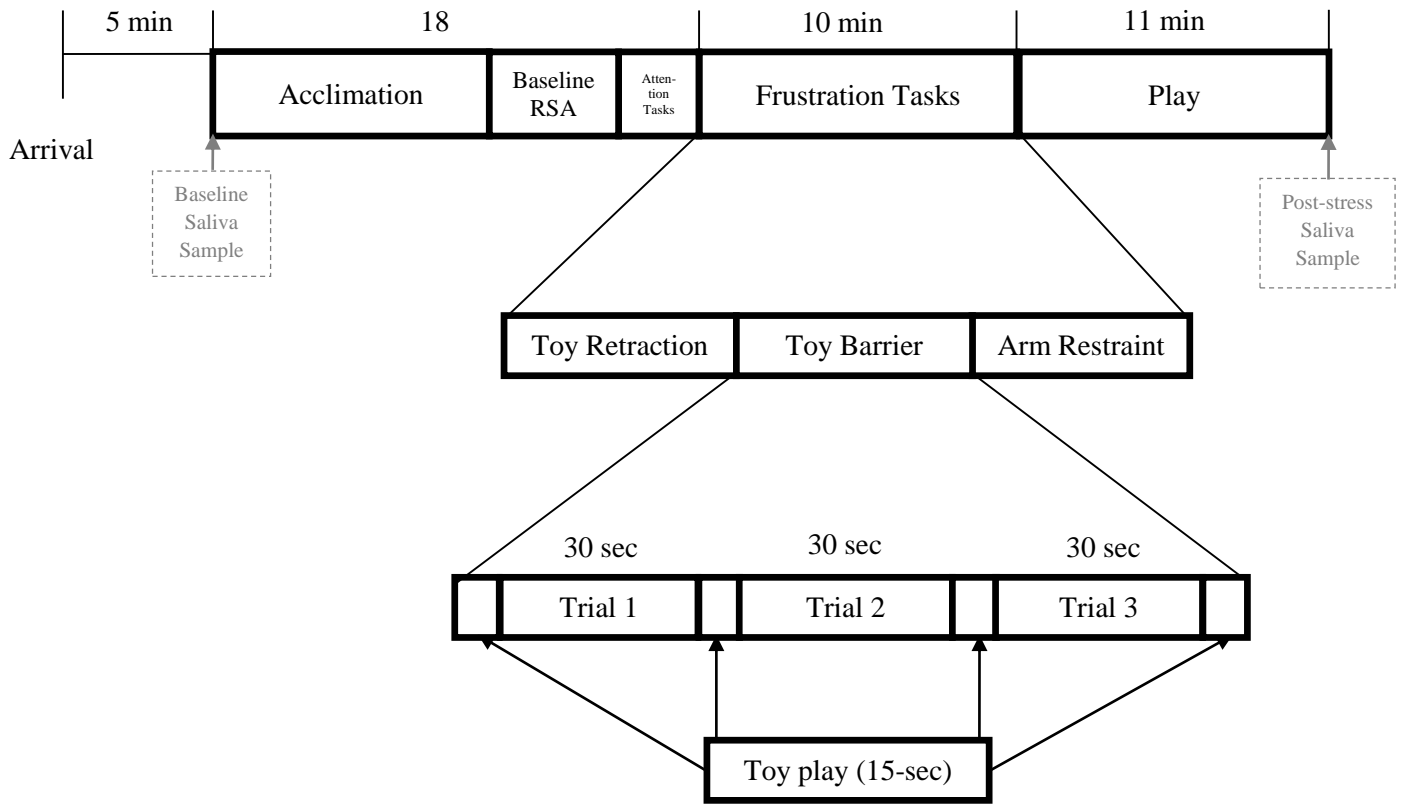 5 min
18
10 min
11 min
Acclimation
Baseline
RSA
Atten-
tion
Tasks
Frustration Tasks
Play
Arrival
Baseline
Saliva
Sample
Post-stress
Saliva
Sample
Toy Retraction
Toy Barrier
Arm Restraint
30 sec
30 sec
30 sec
Trial 1
Trial 2
Trial 3
Toy play (15-sec)